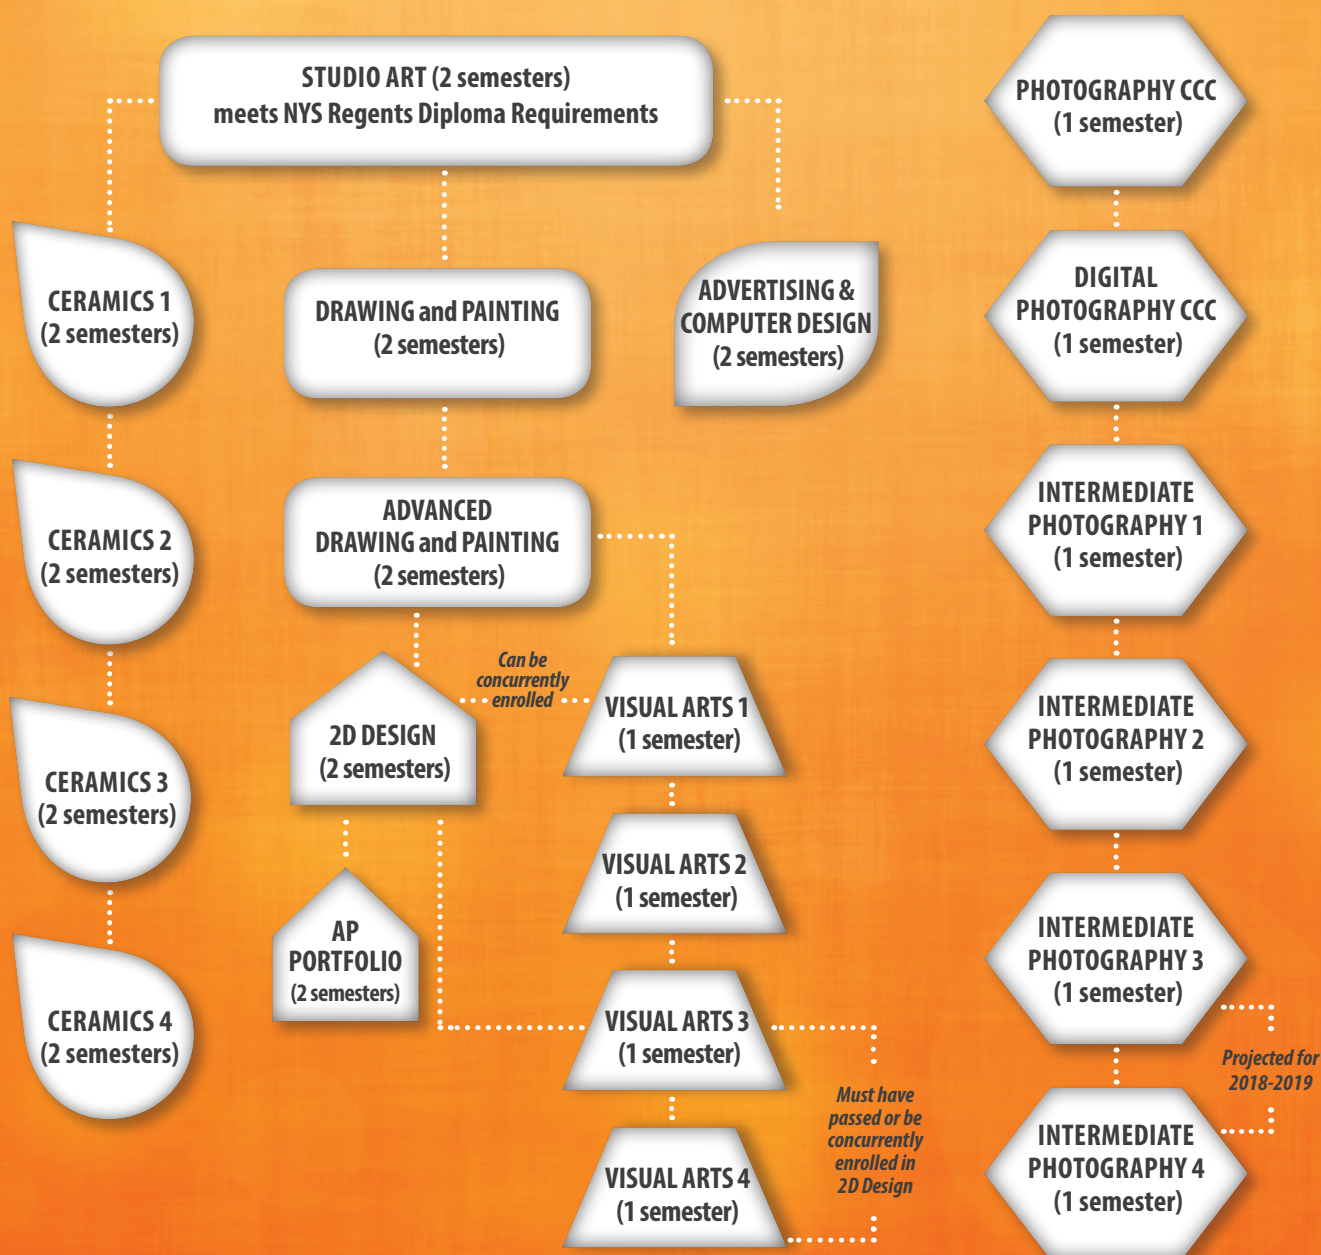 STUDIO ART (2 semesters)
meets NYS Regents Diploma Requirements
CERAMICS 1
(2 semesters)
CERAMICS 2
(2 semesters)
CERAMICS 3
(2 semesters)
CERAMICS 4
(2 semesters)
DRAWING and PAINTING
(2 semesters)
ADVANCED
DRAWING and PAINTING
(2 semesters)
2D DESIGN
(2 semesters)
AP
PORTFOLIO
(2 semesters)
Can be
concurrently
enrolled
ADVERTISING &
COMPUTER DESIGN
(2 semesters)
VISUAL ARTS 1
(1 semester)
VISUAL ARTS 2
(1 semester)
VISUAL ARTS 3
(1 semester)
VISUAL ARTS 4
(1 semester)
Must have
passed or be
concurrently
enrolled in
2D Design
PHOTOGRAPHY CCC
(1 semester)
DIGITAL
PHOTOGRAPHY CCC
(1 semester)
INTERMEDIATE
PHOTOGRAPHY 1
(1 semester)
INTERMEDIATE
PHOTOGRAPHY 2
(1 semester)
INTERMEDIATE
PHOTOGRAPHY 3
(1 semester)
Projected for
2018-2019
INTERMEDIATE
PHOTOGRAPHY 4
(1 semester)